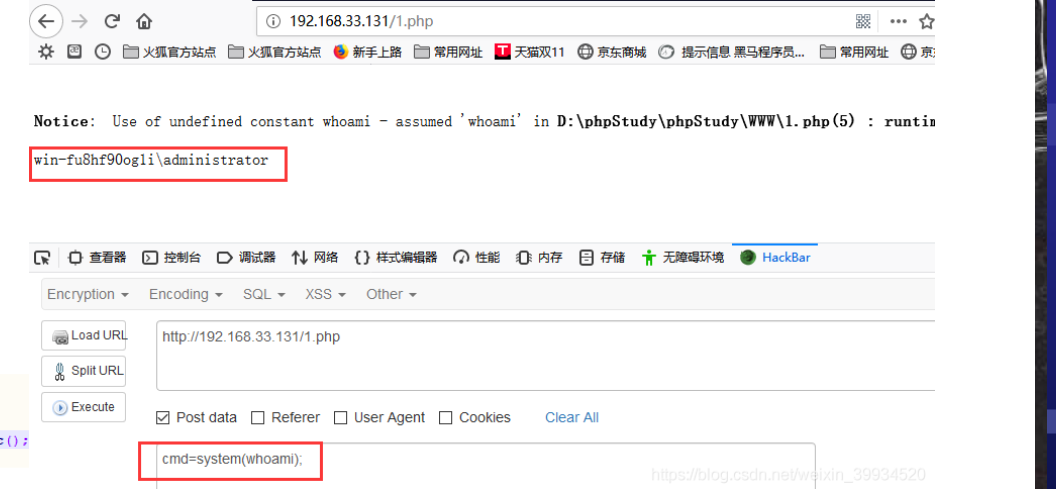 192.168.33.131/1.php
火狐官方站点 火狐官方站点 新手上路 常用网址 天猫双11 京东商城 提示信息 黑马程序员... 常用网址 京
Notice: Use of undefined constant whoami - assumed 'whoami' in D:\phpStudy\phpStudy\WWW\1.php(5) : runtim
win-fu8hf90ogli\administrator
查看器 控制台 调试器 网络 {} 样式编辑器 性能 内存 存储 无障碍环境 HackBar
Encryption Encoding SQL XSS Other
Load URL http://192.168.33.131/1.php
Split URL
Execute
Post data Referer User Agent Cookies Clear All
c();
cmd=system(whoami);
https://blog.csdn.net/weixin_39934520